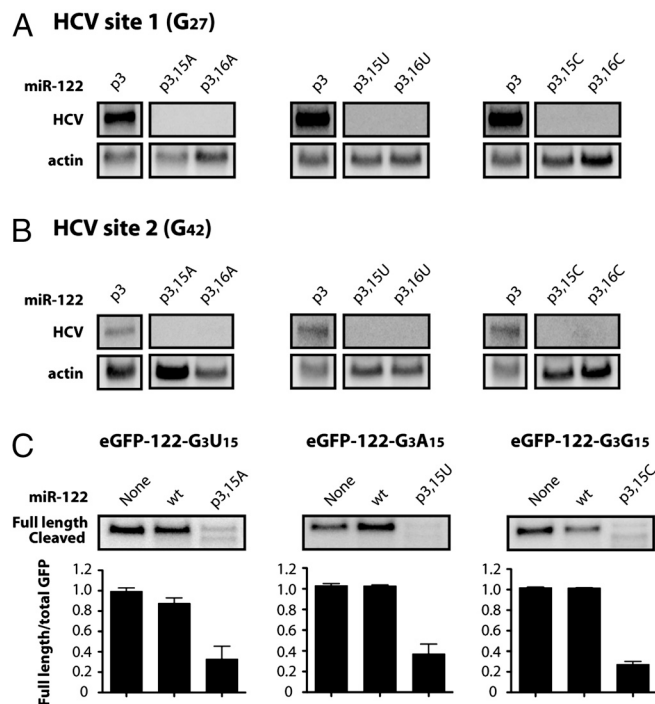 A HCV site 1 (G27)
miR-122 p3 p3,15A p3,16A p3 p3,15U p3,16U p3 p3,15C p3,16C
HCV
actin
B HCV site 2 (G42)
miR-122 p3 p3,15A p3,16A p3 p3,15U p3,16U p3 p3,15C p3,16C
HCV
actin
C eGFP-122-G3U15 eGFP-122-G3A15 eGFP-122-G3G15
miR-122 None wt p3,15A None wt p3,15U None wt p3,15C
Full length
Cleaved
Full length/total GFP
1.2 1.2 1.2
1.0 1.0 1.0
0.8 0.8 0.8
0.6 0.6 0.6
0.4 0.4 0.4
0.2 0.2 0.2
0 0 0